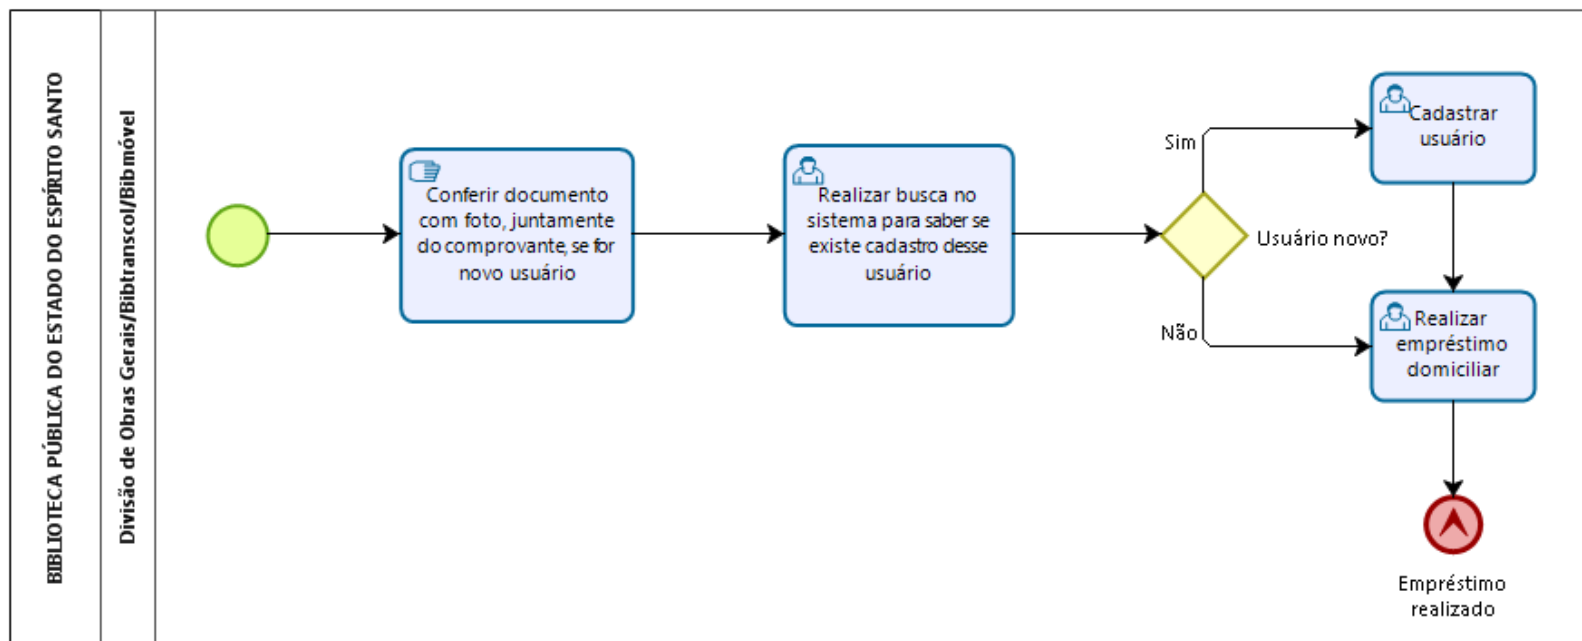 BIBLIOTECA PÚBLICA DO ESTADO DO ESPÍRITO SANTO
Divisão de Obras Gerais/Bibtranscol/Bibmóvel
Conferir documento
com foto, juntamente
do comprovante, se for
novo usuário
Realizar busca no
sistema para saber se
existe cadastro desse
usuário
Usuário novo?
Sim
Não
Cadastrar
usuário
Realizar
empréstimo
domiciliar
Empréstimo
realizado